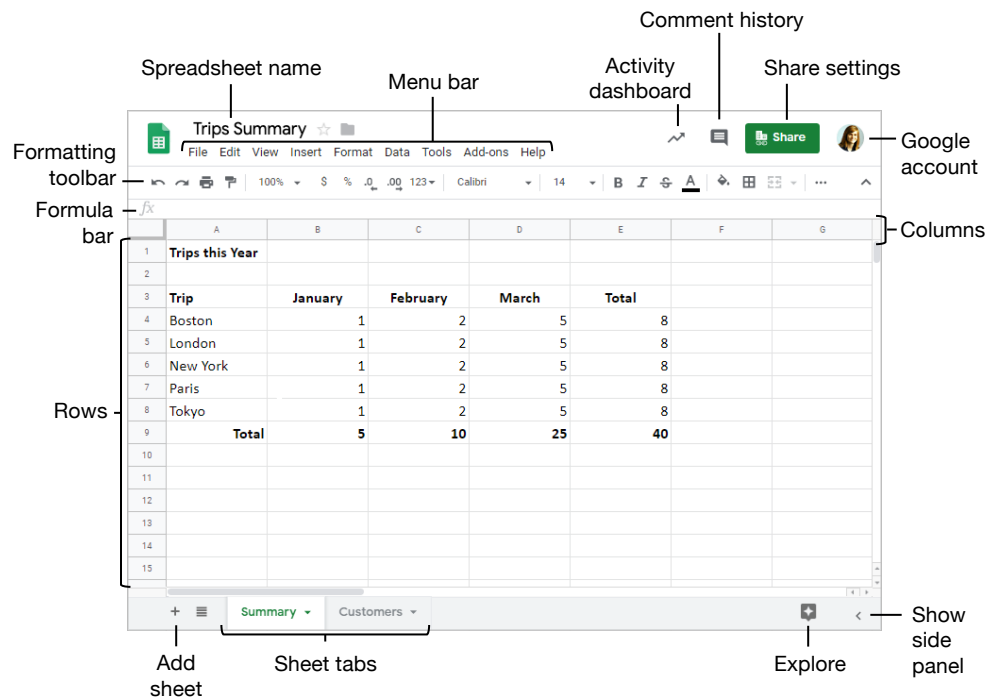 Comment history
Spreadsheet name
Menu bar
Activity
dashboard
Share settings
Trips Summary
Share
File Edit View Insert Format Data Tools Add-ons Help
Google
account
Formatting
toolbar
100% $ % .0 .00 123 Calibri 14 B I S A
Formula
bar
fx
Columns
A B C D E F G
1 Trips this Year
2
3 Trip January February March Total
4 Boston 1 2 5 8
5 London 1 2 5 8
6 New York 1 2 5 8
7 Paris 1 2 5 8
Rows
8 Tokyo 1 2 5 8
9 Total 5 10 25 40
10
11
12
13
14
15
+ Summary Customers
Add
sheet
Sheet tabs
Explore
Show
side
panel